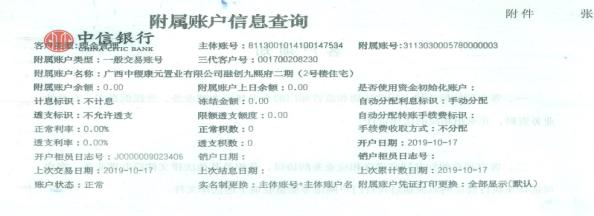 附属账户信息查询
附件 张
中信银行
CHINA CITIC BANK
客户类型:现金管理 主体账号:8113001014100147534 附属账号:3113030005780000003
附属账户类型:一般交易账号 三代客户号:001700208230
附属账户名称:广西中稷康元置业有限公司融创九熙府二期(2号楼住宅)
附属账户余额:0.00 附属账户上日余额:0.00 是否使用资金初始化账户:
计息标识:不计息 冻结金额:0.00 自动分配利息标识:手动分配
透支标识:不允许透支 限额透支额度:0.00 自动分配转账手续费标识:
正常利率:0.00% 正常积数:0 手续费收取方式:不分配
透支利率:0.00% 透支积数:0 开户日期:2019-10-17
开户柜员日志号:J0000009023406 销户日期: 销户柜员日志号:
上次交易日期:2019-10-17 上次结息日期:2019-10-17 上次累计数日期:2019-10-17
账户状态:正常 实名制更换:主体账号+主体账户名 附属账户凭证打印更换:全部显示(默认)